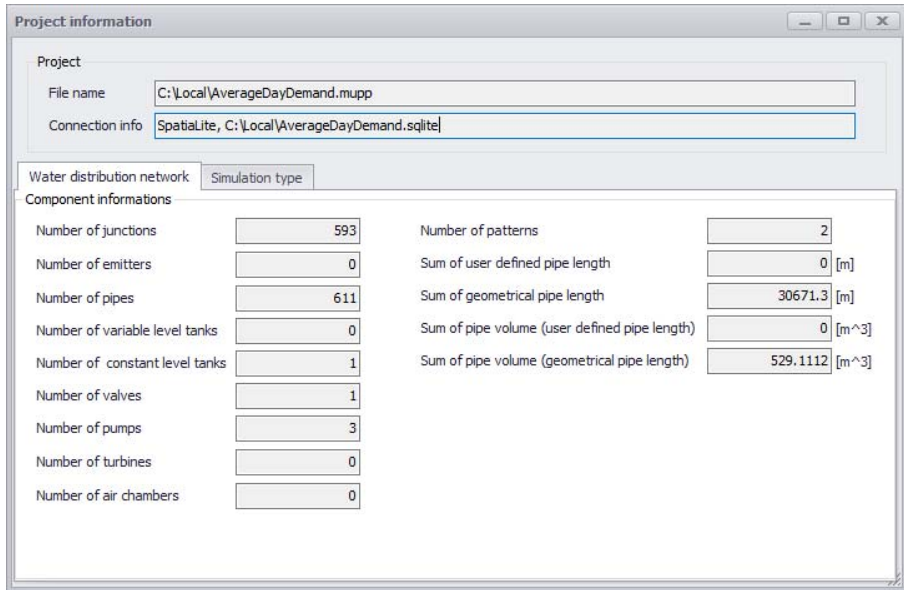 Project information
Project
File name C:\Local\AverageDayDemand.mupp
Connection info SpatiaLite, C:\Local\AverageDayDemand.sqlite
Water distribution network Simulation type
Component informations
Number of junctions 593 Number of patterns 2
Number of emitters 0 Sum of user defined pipe length 0 [m]
Number of pipes 611 Sum of geometrical pipe length 30671.3 [m]
Number of variable level tanks 0 Sum of pipe volume (user defined pipe length) 0 [m^3]
Number of constant level tanks 1 Sum of pipe volume (geometrical pipe length) 529.1112 [m^3]
Number of valves 1
Number of pumps 3
Number of turbines 0
Number of air chambers 0